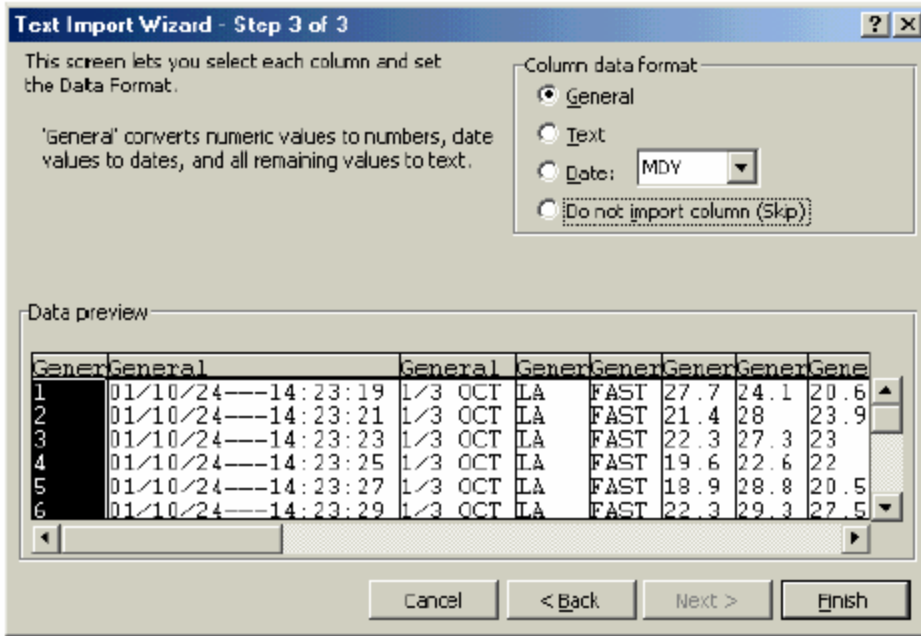 Text Import Wizard - Step 3 of 3
This screen lets you select each column and set
the Data Format.
'General' converts numeric values to numbers, date
values to dates, and all remaining values to text.
Column data format
General
Text
Date: MDY
Do not import column (Skip)
Data preview
Gener General General Gener Gener Gener Gener Gene
1 01/10/24---14:23:19 1/3 OCT LA FAST 27.7 24.1 20.6
2 01/10/24---14:23:21 1/3 OCT LA FAST 21.4 28 23.9
3 01/10/24---14:23:23 1/3 OCT LA FAST 22.3 27.3 23
4 01/10/24---14:23:25 1/3 OCT LA FAST 19.6 22.6 22
5 01/10/24---14:23:27 1/3 OCT LA FAST 18.9 28.8 20.5
6 01/10/24---14:23:29 1/3 OCT LA FAST 22.3 29.3 27.5
Cancel < Back Next > Finish